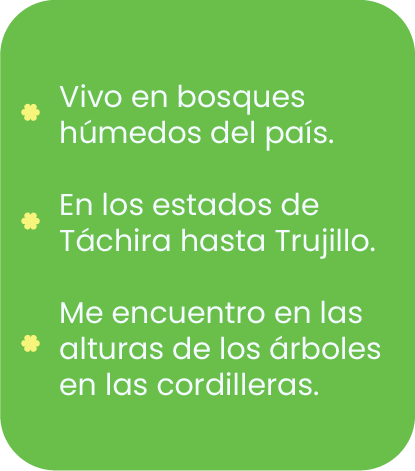 Vivo en bosques
húmedos del país.
En los estados de
Táchira hasta Trujillo.
Me encuentro en las
alturas de los árboles
en las cordilleras.